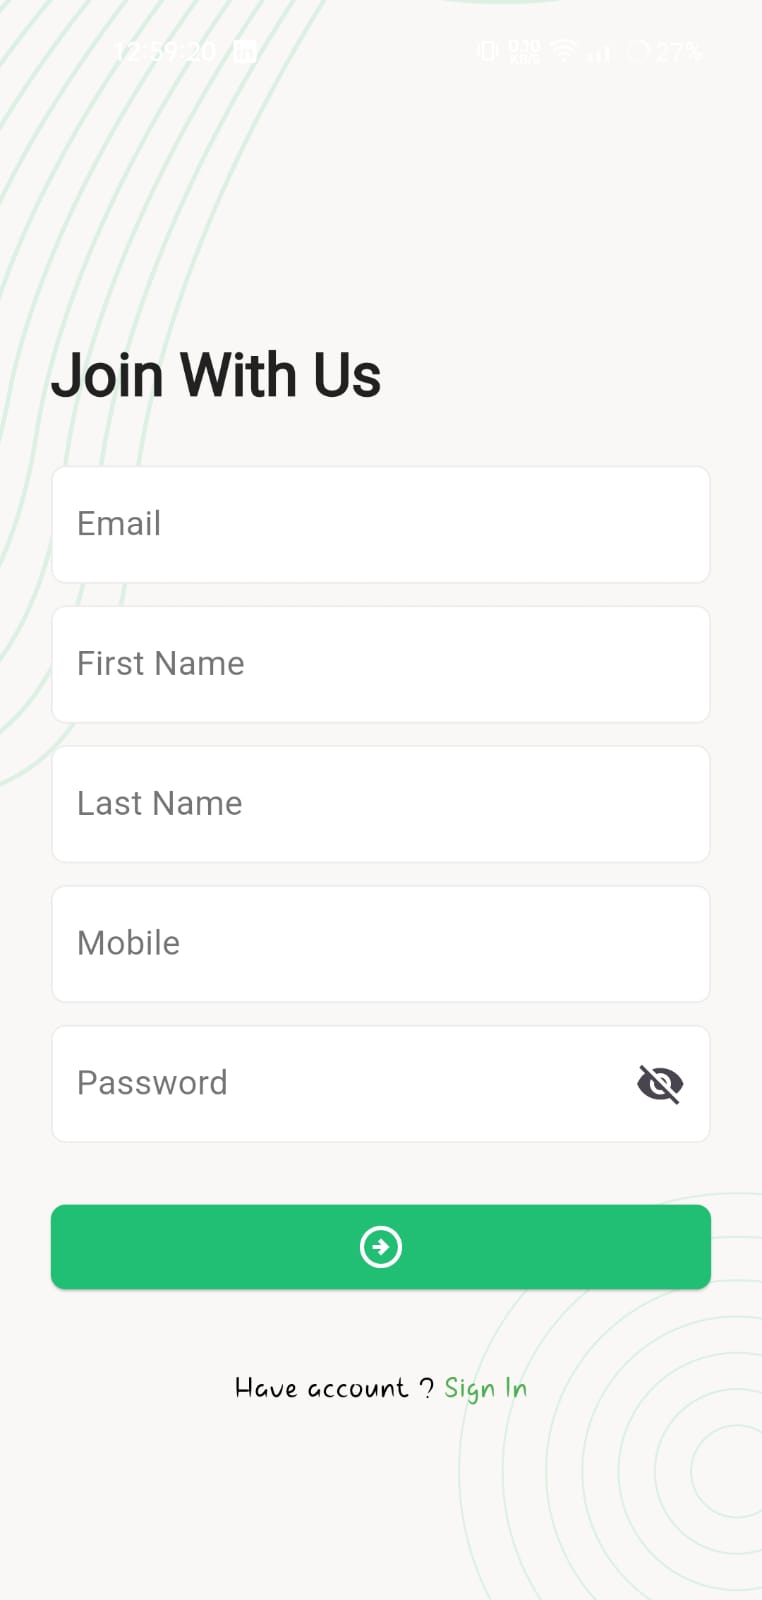 12:59:20 in 0.10 27%
KB/S
Join With Us
Email
First Name
Last Name
Mobile
Password
Have account ? Sign In